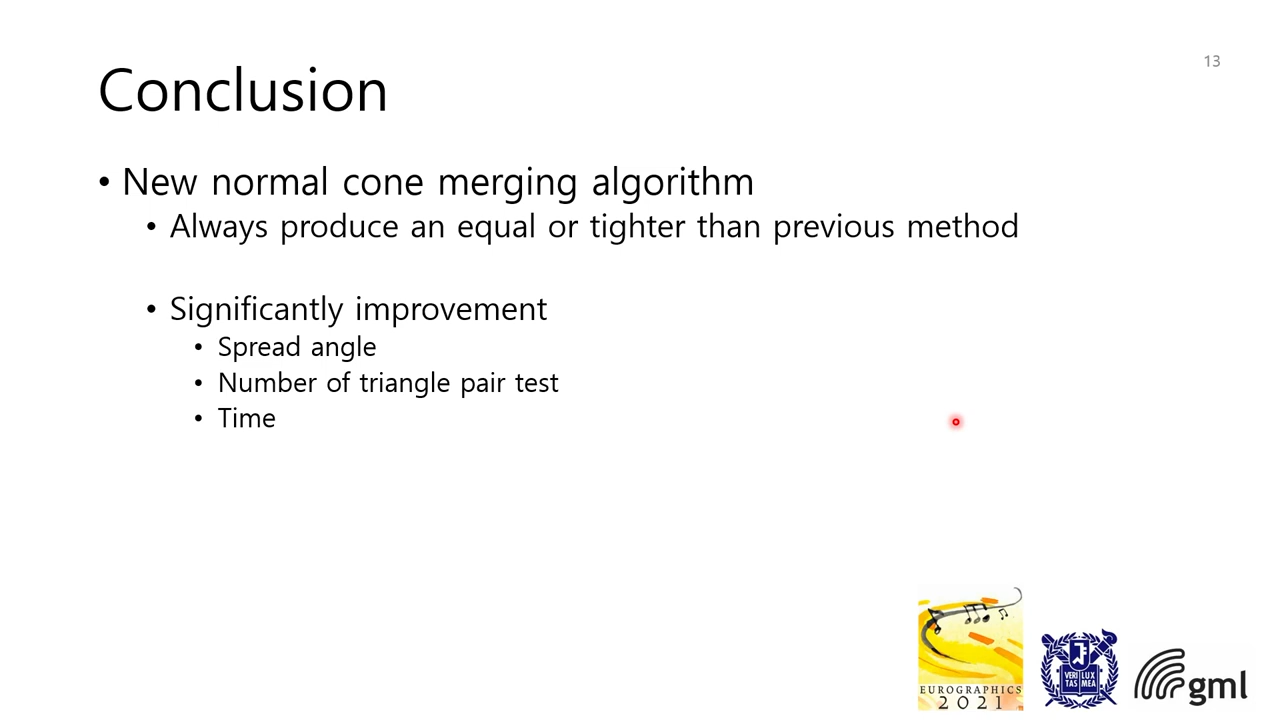 13
Conclusion
• New normal cone merging algorithm
• Always produce an equal or tighter than previous method
• Significantly improvement
• Spread angle
• Number of triangle pair test
• Time
EUROGRAPHICS
2021
VERI LUX
TAS MEA
gml